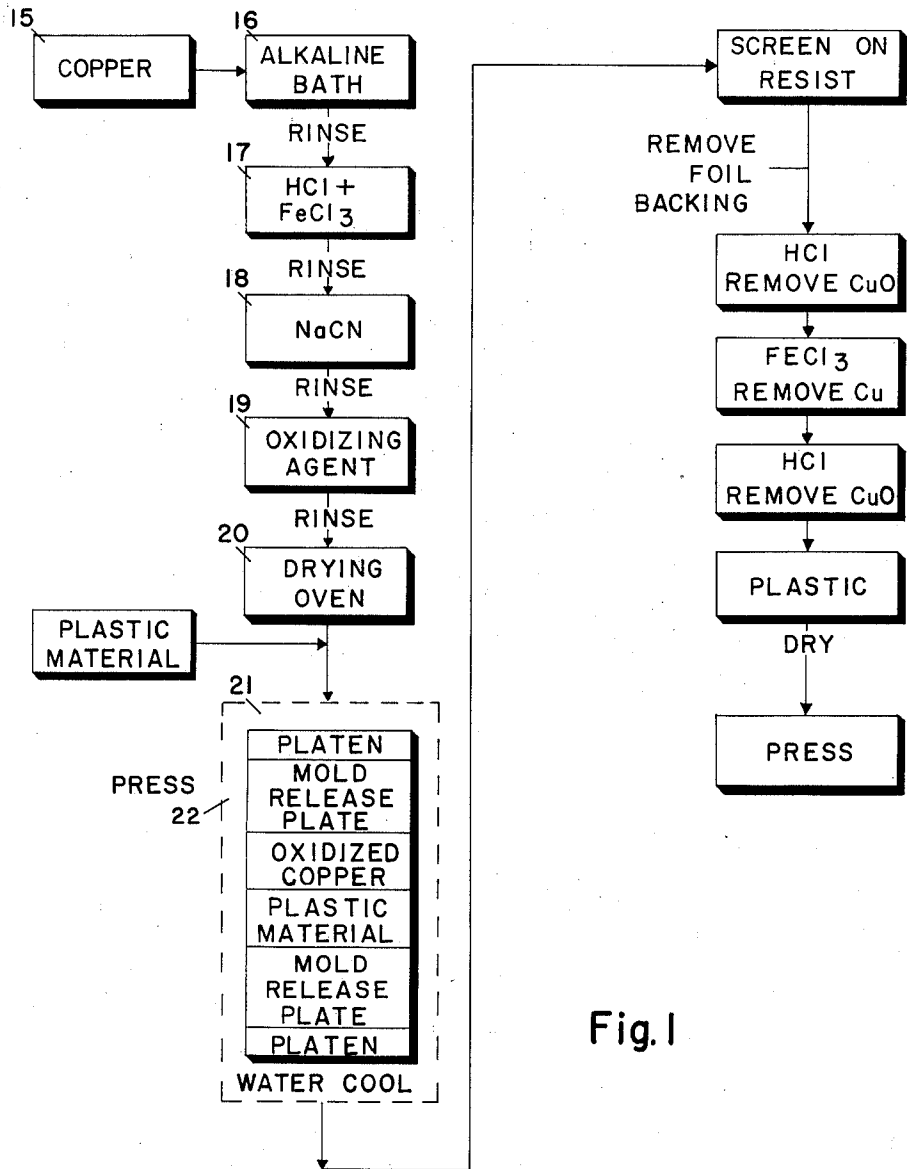 15
COPPER
16
ALKALINE
BATH
RINSE
17
HCl +
FeCl3
RINSE
18
NaCN
RINSE
19
OXIDIZING
AGENT
RINSE
20
DRYING
OVEN
PLASTIC
MATERIAL
21
PRESS
22
PLATEN
MOLD
RELEASE
PLATE
OXIDIZED
COPPER
PLASTIC
MATERIAL
MOLD
RELEASE
PLATE
PLATEN
WATER COOL
SCREEN ON
RESIST
REMOVE
FOIL
BACKING
HCl
REMOVE CuO
FECl3
REMOVE Cu
HCl
REMOVE CuO
PLASTIC
DRY
PRESS
Fig. 1